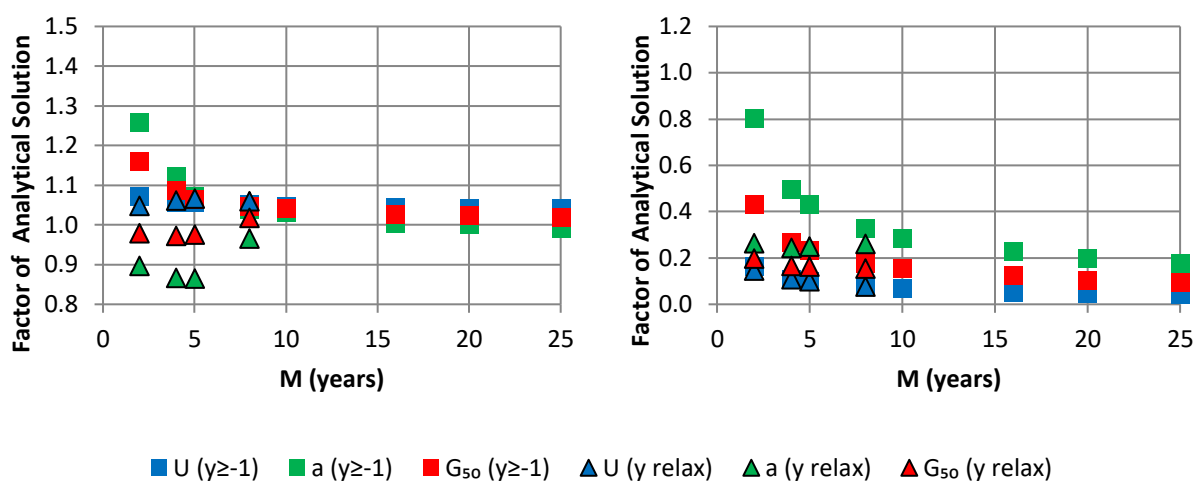 Factor of Analytical Solution
1.5
1.4
1.3
1.2
1.1
1.0
0.9
0.8
0 5 10 15 20 25
M (years)
Factor of Analytical Solution
1.2
1.0
0.8
0.6
0.4
0.2
0.0
0 5 10 15 20 25
M (years)
U (y≥-1) a (y≥-1) G₅₀ (y≥-1) U (y relax) a (y relax) G₅₀ (y relax)